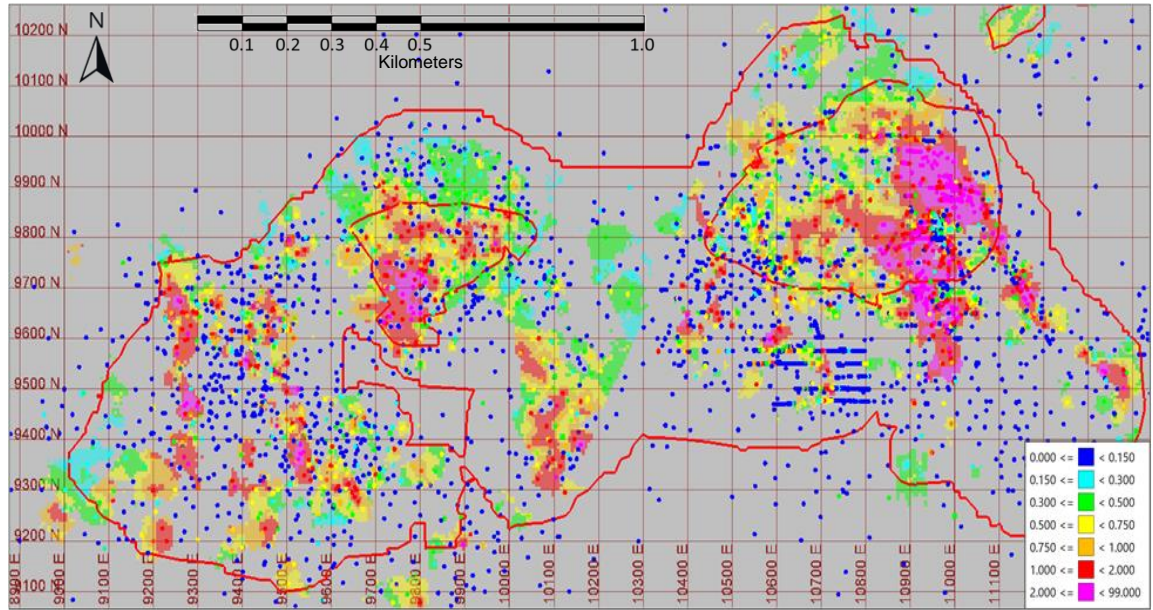 N
10200 N
0.1 0.2 0.3 0.4 0.5 1.0
Kilometers
10100 N
10000 N
9900 N
9800 N
9700 N
9600 N
9500 N
9400 N
9300 N
9200 N
9100 N
8900 E
9000 E
9100 E
9200 E
9300 E
9400 E
9500 E
9600 E
9700 E
9800 E
9900 E
10000 E
10100 E
10200 E
10300 E
10400 E
10500 E
10600 E
10700 E
10800 E
10900 E
11000 E
11100 E
0.000 <= < 0.150
0.150 <= < 0.300
0.300 <= < 0.500
0.500 <= < 0.750
0.750 <= < 1.000
1.000 <= < 2.000
2.000 <= < 99.000